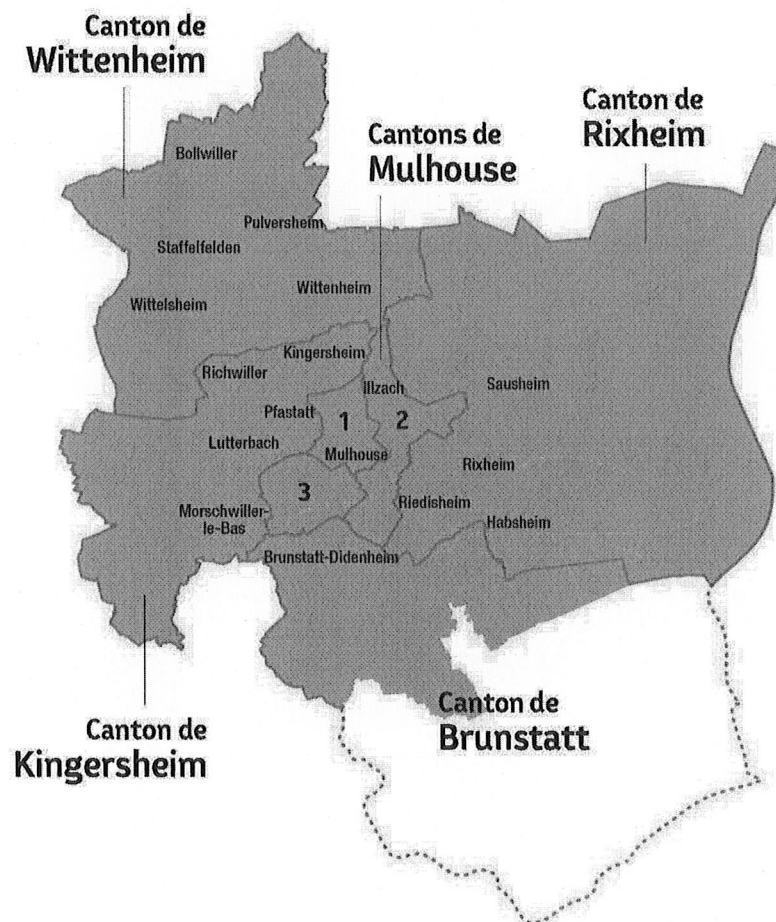 Canton de
Wittenheim
Cantons de
Mulhouse
Canton de
Rixheim
Bollwiller
Pulversheim
Staffelfelden
Wittenheim
Wittelsheim
Kingersheim
Richwiller
Illzach
Sausheim
Pfastatt
1
2
Lutterbach
Mulhouse
Rixheim
3
Riedisheim
Morschwiller-
le-Bas
Habsheim
Brunstatt-Didenheim
Canton de
Brunstatt
Canton de
Kingersheim